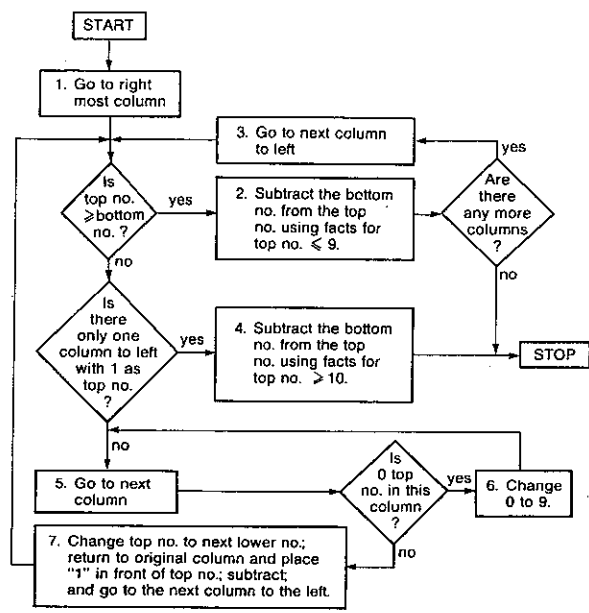 START
1. Go to right
most column
3. Go to next column
to left
yes
Is
top no.
⩾bottom
no. ?
yes
2. Subtract the bottom
no. from the top
no. using facts for
top no. ⩽ 9.
Are
there
any more
columns
?
no
no
Is
there
only one
column to left
with 1 as
top no.
?
yes
4. Subtract the bottom
no. from the top
no. using facts for
top no. ⩾ 10.
STOP
no
5. Go to next
column
Is
0 top
no. in this
column
?
yes
6. Change
0 to 9.
no
7. Change top no. to next lower no.;
return to original column and place
"1" in front of top no.; subtract;
and go to the next column to the left.